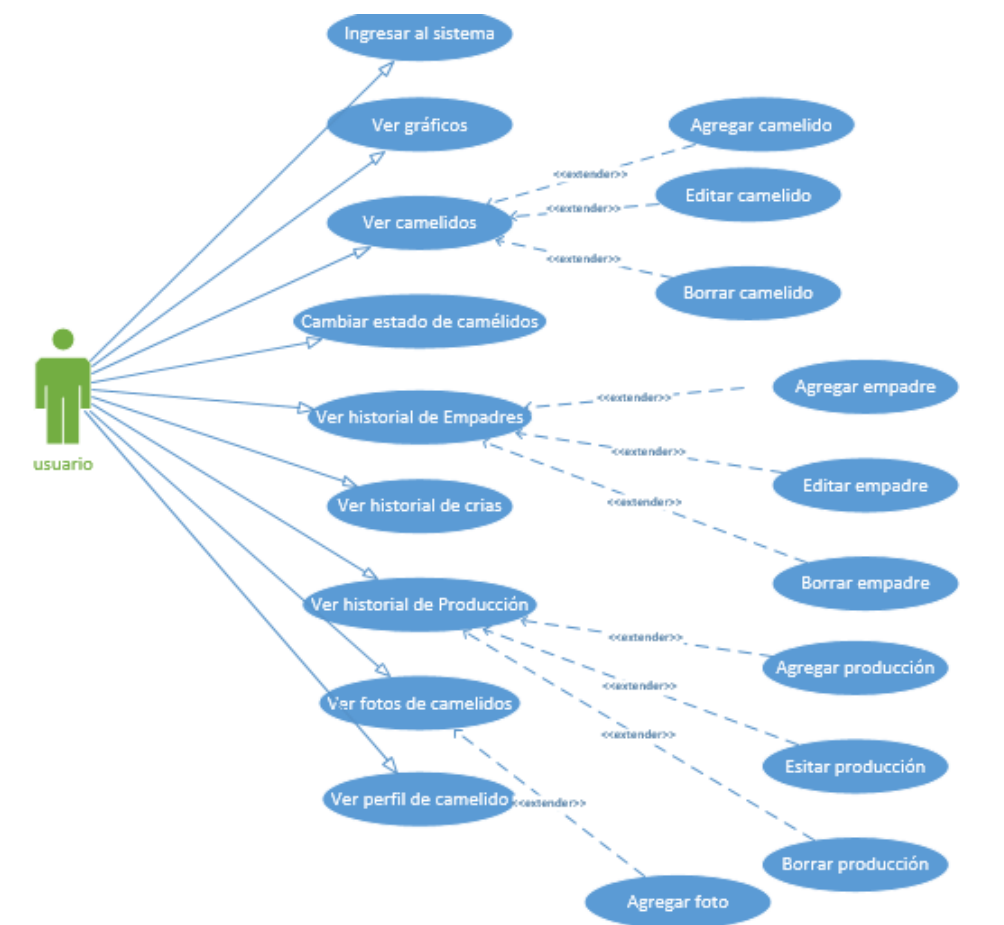 Ingresar al sistema
Ver gráficos
Agregar camelido
<<extender>>
Editar camelido
Ver camelidos
<<extender>>
<<extender>>
Borrar camelido
Cambiar estado de camélidos
Agregar empadre
<<extender>>
Ver historial de Empadres
<<extender>>
usuario
Editar empadre
<<extender>>
Ver historial de crias
Borrar empadre
Ver historial de Producción
<<extender>>
Agregar producción
<<extender>>
Ver fotos de camelidos
<<extender>>
Esitar producción
Ver perfil de camelido
<<extender>>
Borrar producción
Agregar foto